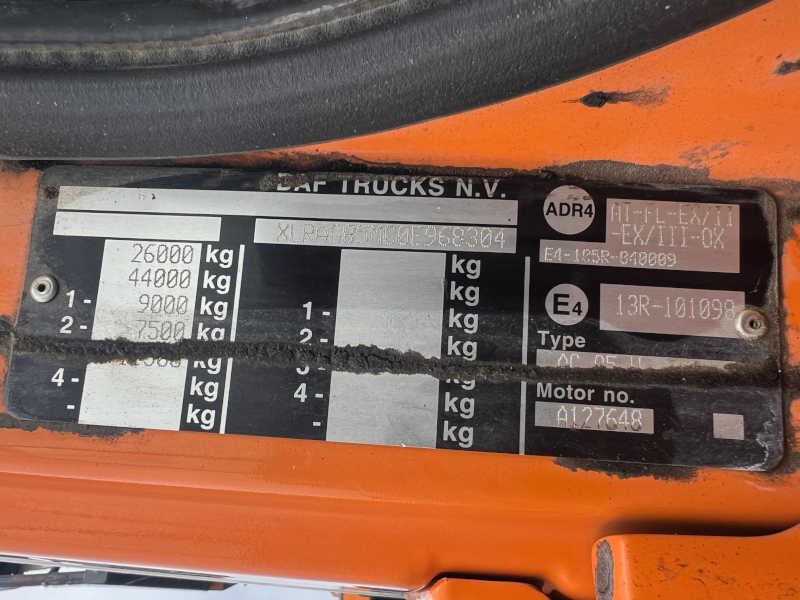 DAF TRUCKS N.V.
ADR4
AT-FL-EX/II
-EX/III-OX
E4-105R-040009
26000 kg
44000 kg
1- 9000 kg
2- 7500 kg
kg
4- kg
- kg
kg
kg
1- kg
2- kg
4- kg
- kg
E4
13R-101098
Type
Motor no.
A127648